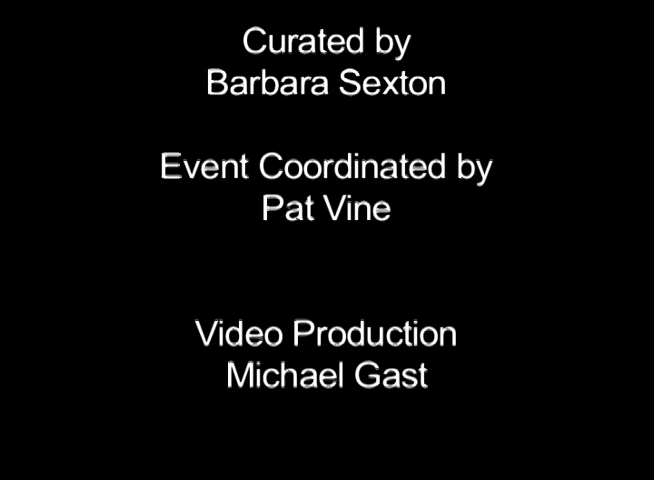 Curated by
Barbara Sexton
Event Coordinated by
Pat Vine
Video Production
Michael Gast